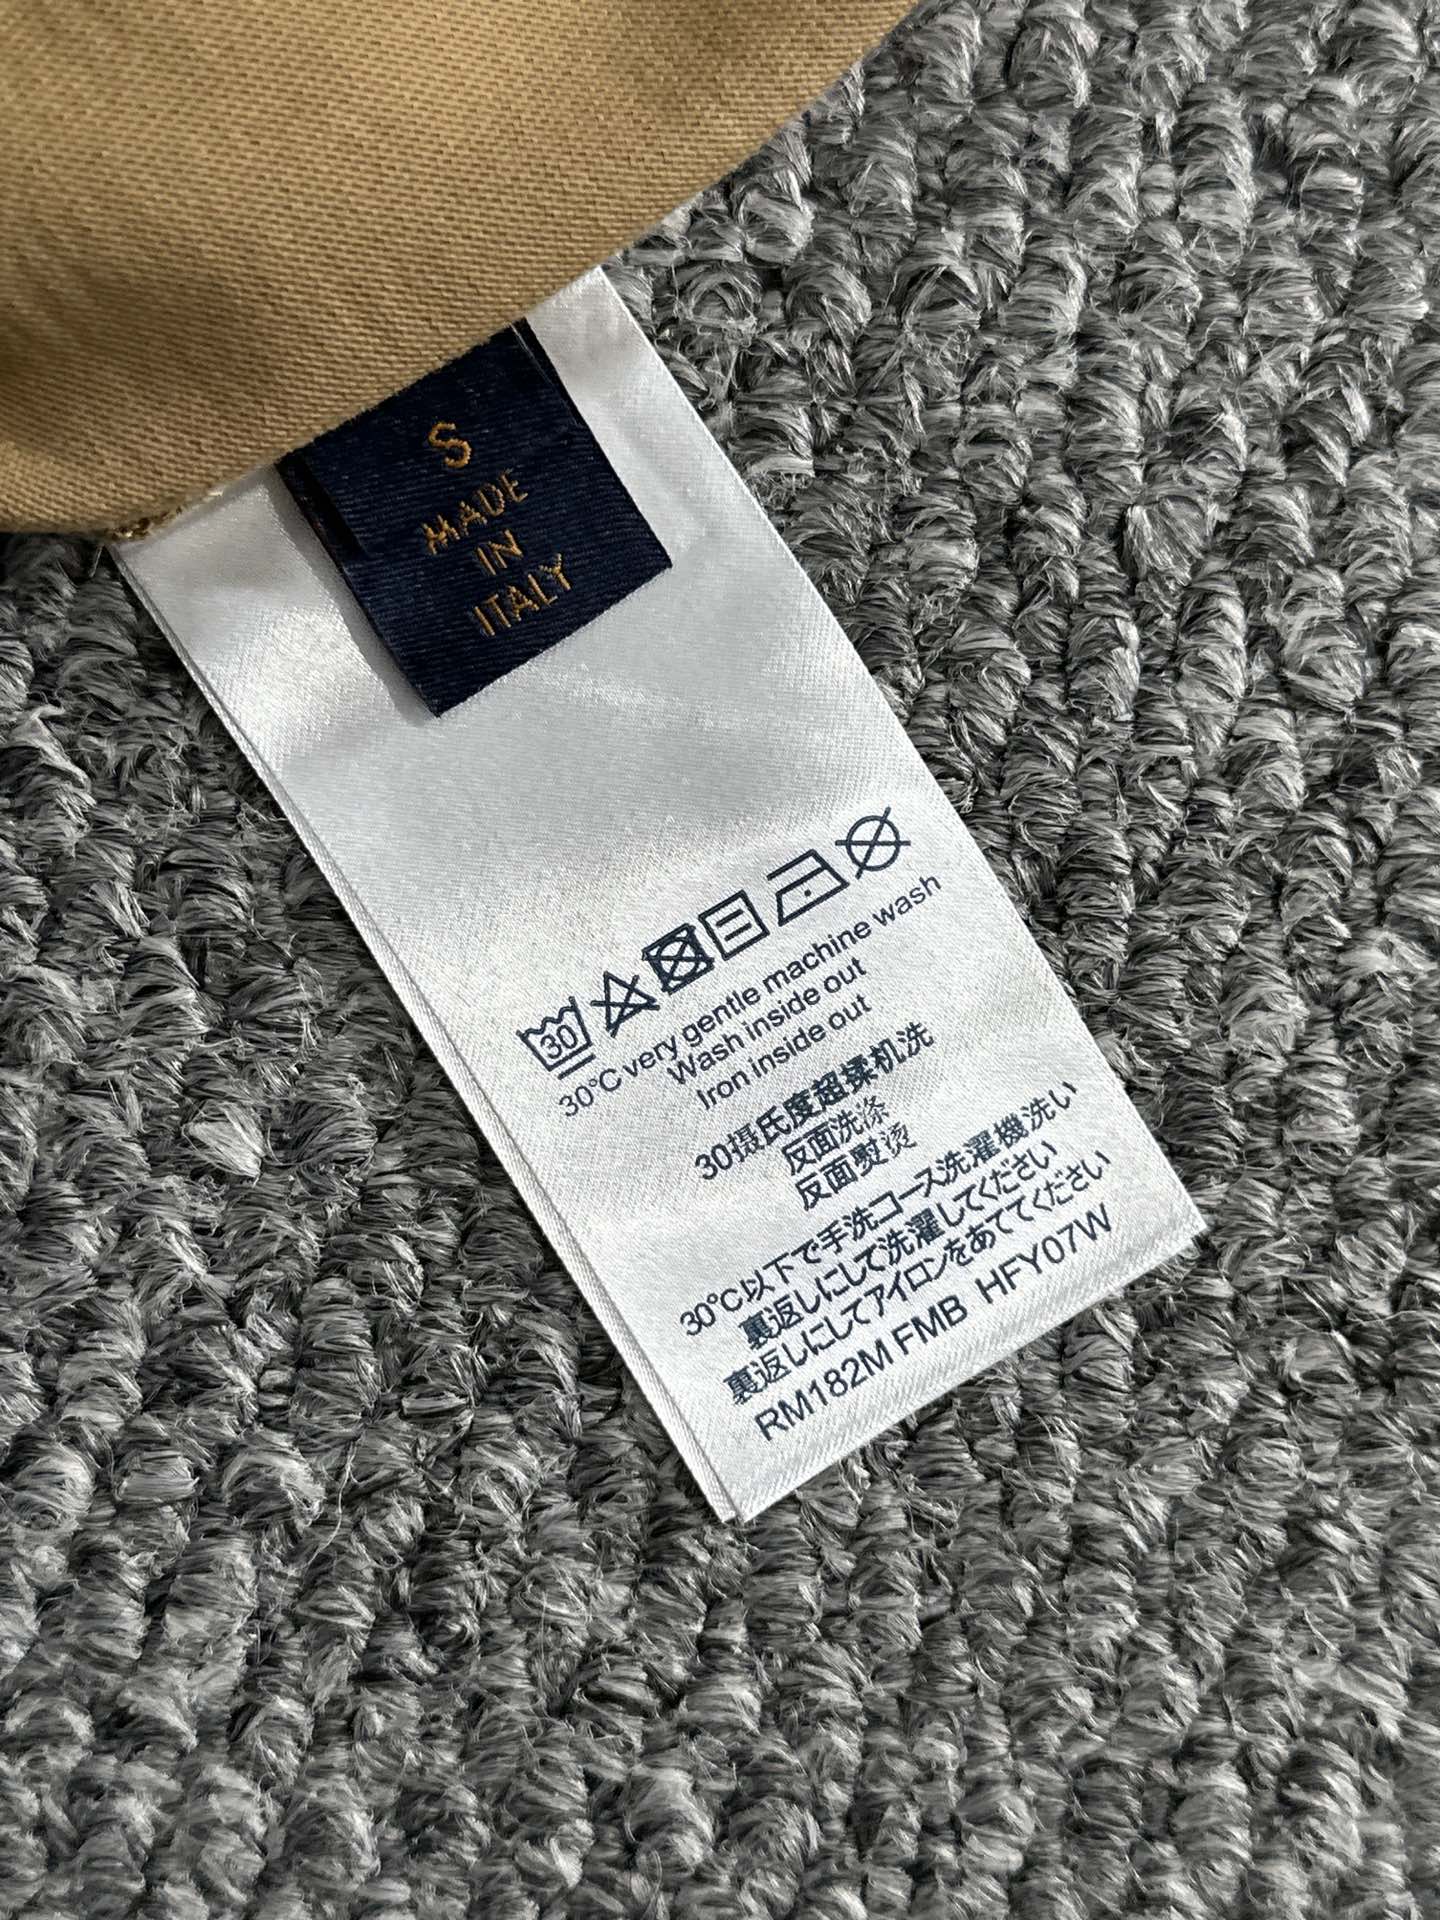 S
MADE
IN
ITALY
30
30°C very gentle machine wash
Wash inside out
Iron inside out
30摄氏度超柔机洗
反面洗涤
反面熨烫
30°C以下で手洗コース洗濯機洗い
裏返しにして洗濯してください
裏返しにしてアイロンをあててください
RM182M FMB HFY07W